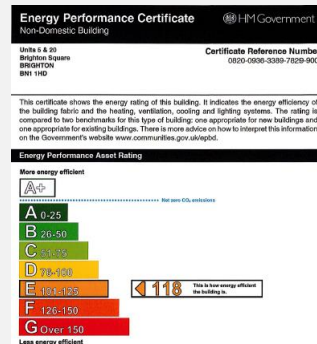 Energy Performance Certificate
HM Government
Non-Domestic Building
Units 5 & 20
Brighton Square
BRIGHTON
BN1 1HD
Certificate Reference Numbe
0820-0936-3389-7829-900
This certificate shows the energy rating of this building. It indicates the energy efficiency of
the building fabric and the heating, ventilation, cooling and lighting systems. The rating is
compared to two benchmarks for this type of building: one appropriate for new buildings and
one appropriate for existing buildings. There is more advice on how to interpret this information
on the Government's website www.communities.gov.uk/epbd.
Energy Performance Asset Rating
More energy efficient
A+
Net zero CO₂ emissions
A 0-25
B 26-50
C 51-75
D 76-100
E 101-125
118
This is how energy efficient
the building is.
F 126-150
G Over 150
Less energy efficient